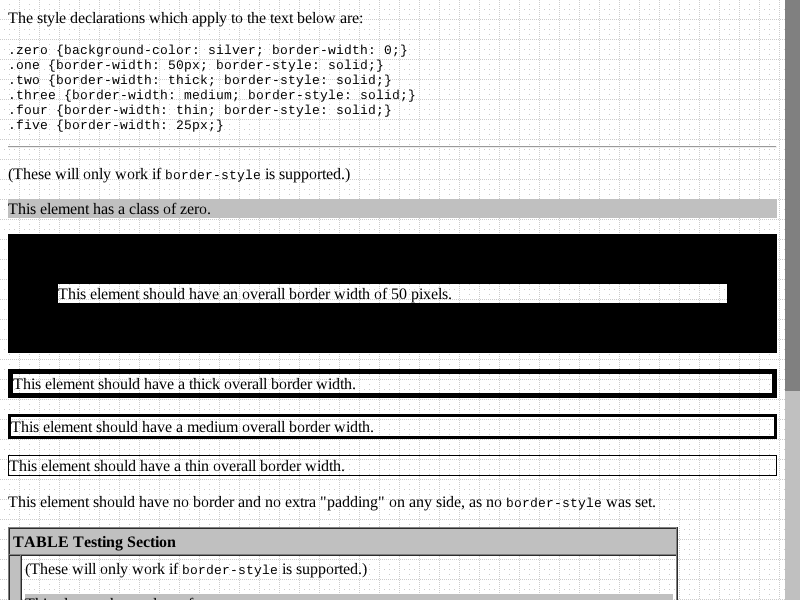 The style declarations which apply to the text below are:
.zero {background-color: silver; border-width: 0;}
.one {border-width: 50px; border-style: solid;}
.two {border-width: thick; border-style: solid;}
.three {border-width: medium; border-style: solid;}
.four {border-width: thin; border-style: solid;}
.five {border-width: 25px;}
(These will only work if border-style is supported.)
This element has a class of zero.
This element should have an overall border width of 50 pixels.
This element should have a thick overall border width.
This element should have a medium overall border width.
This element should have a thin overall border width.
This element should have no border and no extra "padding" on any side, as no border-style was set.
TABLE Testing Section
(These will only work if border-style is supported.)